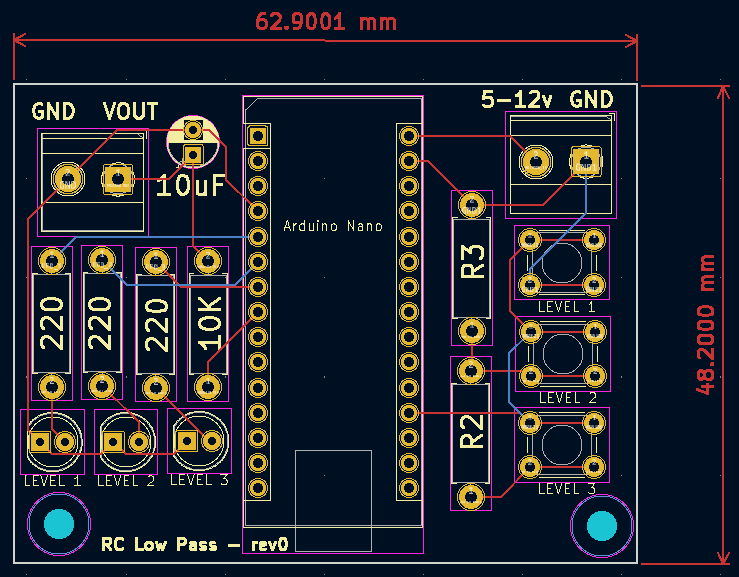 62.9001 mm
5-12v GND
GND VOUT
10uF
Arduino Nano
48.2000 mm
R3
220
220
220
10K
LEVEL 1
LEVEL 2
R2
LEVEL 1
LEVEL 2
LEVEL 3
LEVEL 3
RC Low Pass - rev0